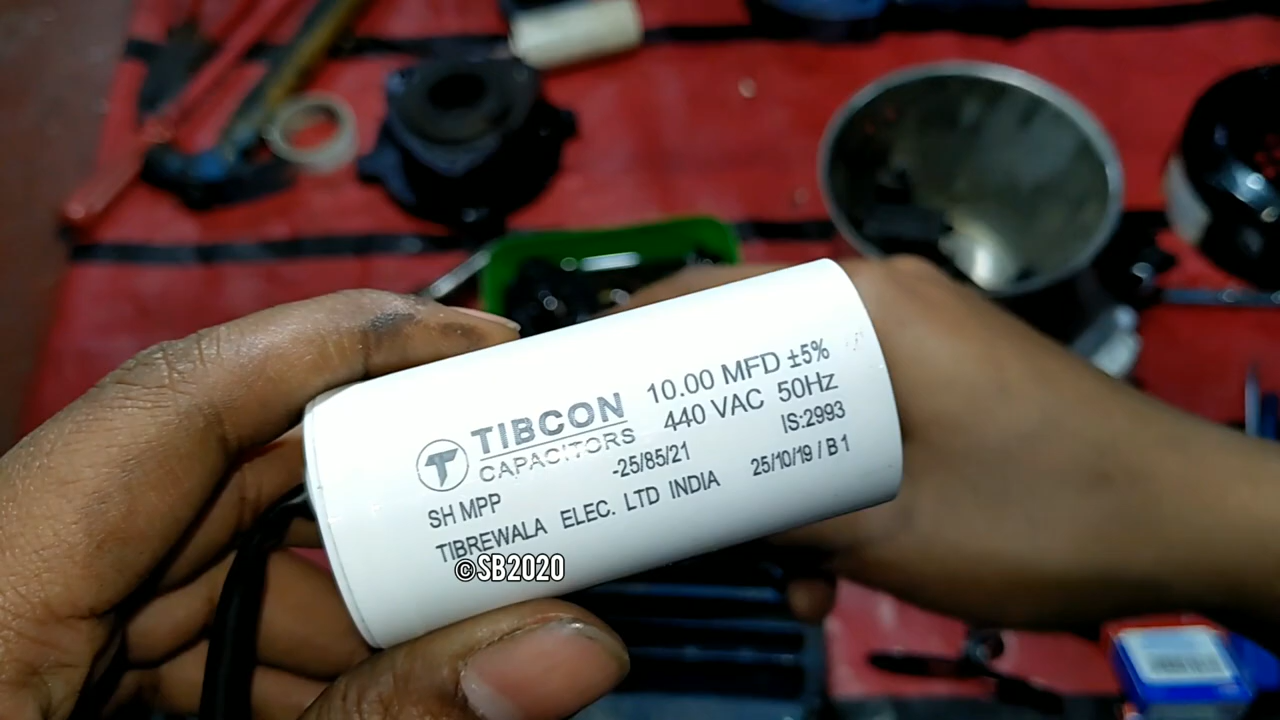 TIBCON
CAPACITORS
10.00 MFD ±5%
440 VAC 50Hz
IS:2993
SH MPP
-25/85/21
25/10/19 / B 1
TIBREWALA ELEC. LTD INDIA
©SB2020